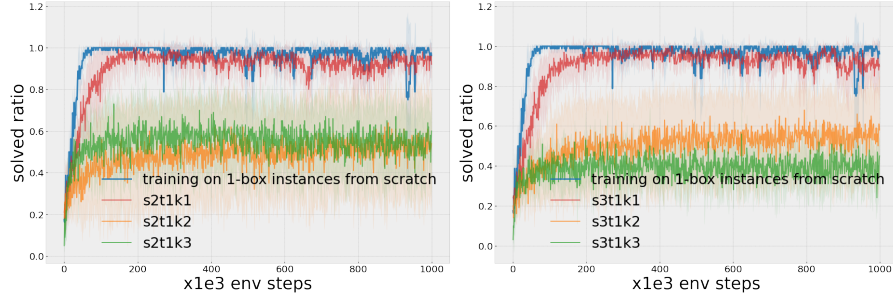 1.2
1.0
0.8
0.6
0.4
0.2
0.0
solved ratio
training on 1-box instances from scratch
s2t1k1
s2t1k2
s2t1k3
0 200 400 600 800 1000
x1e3 env steps
1.2
1.0
0.8
0.6
0.4
0.2
0.0
solved ratio
training on 1-box instances from scratch
s3t1k1
s3t1k2
s3t1k3
0 200 400 600 800 1000
x1e3 env steps